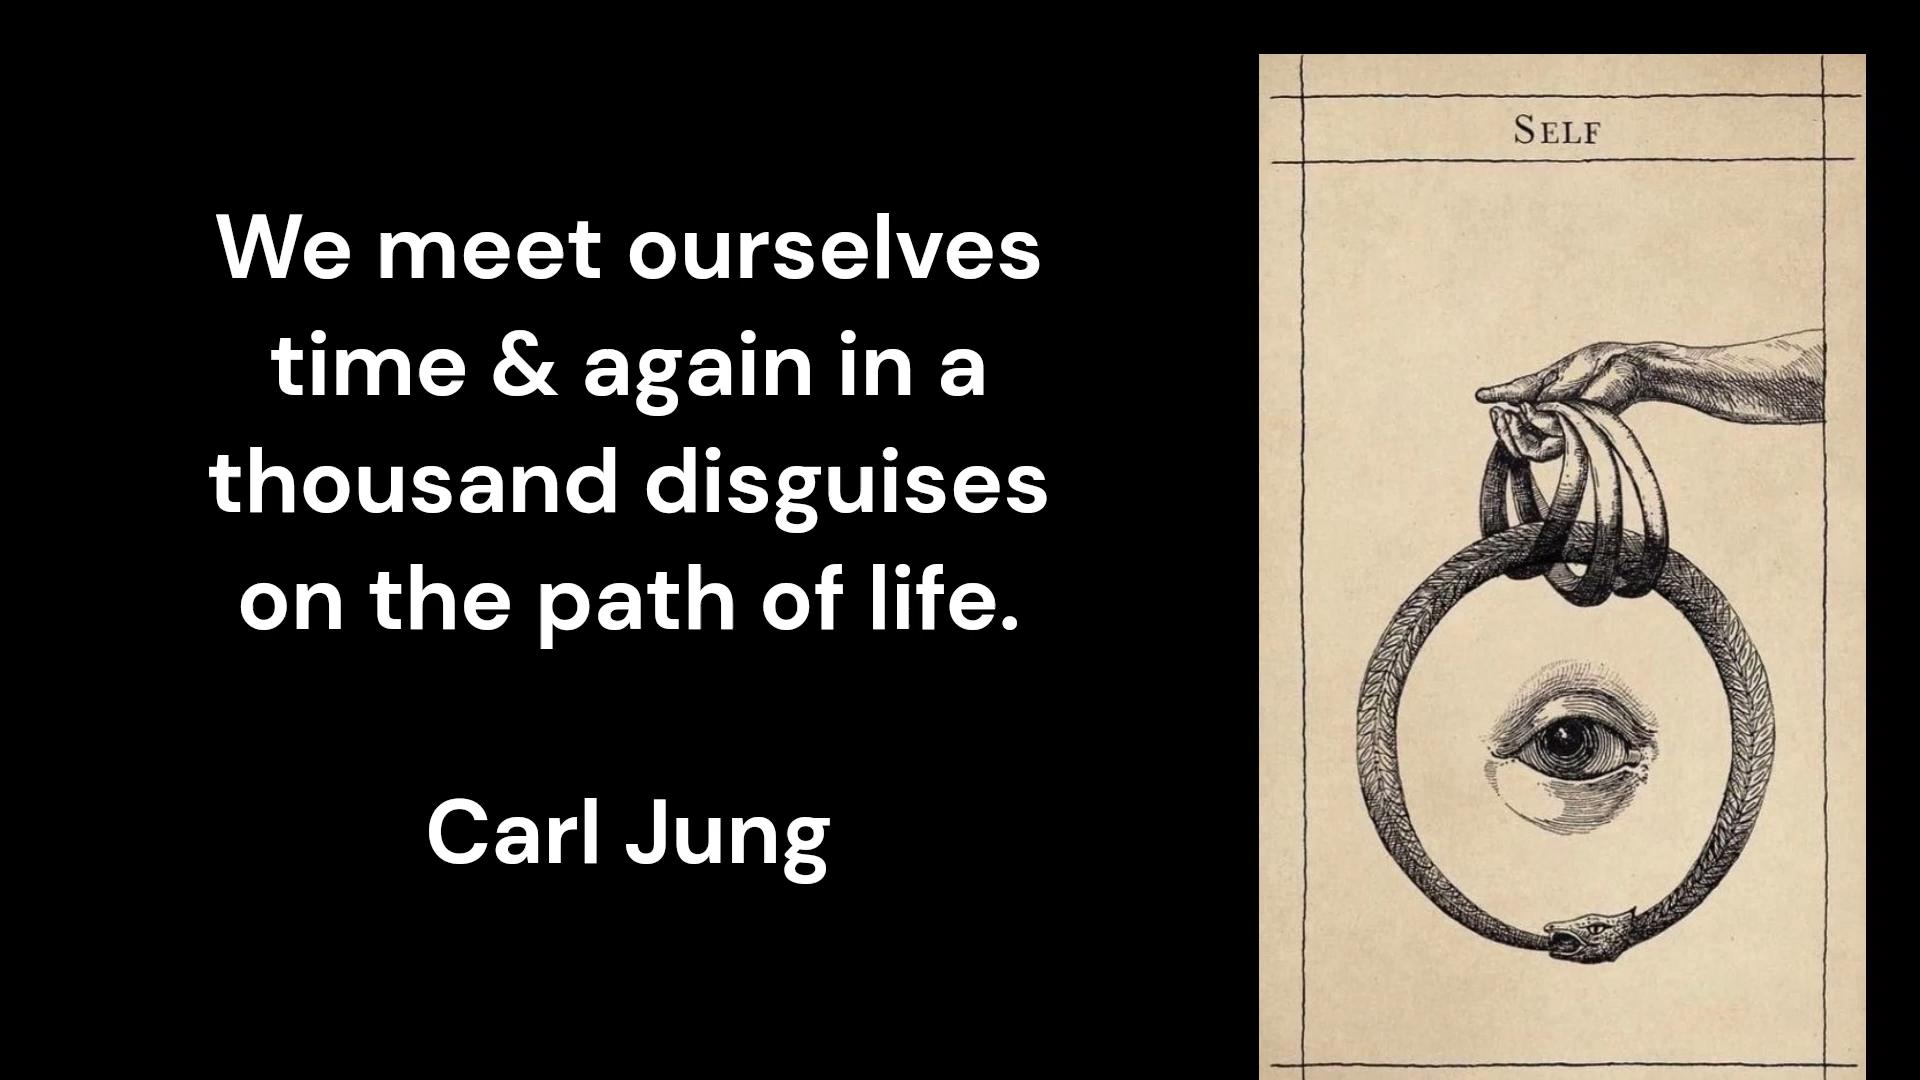 We meet ourselves
time & again in a
thousand disguises
on the path of life.
Carl Jung
SELF